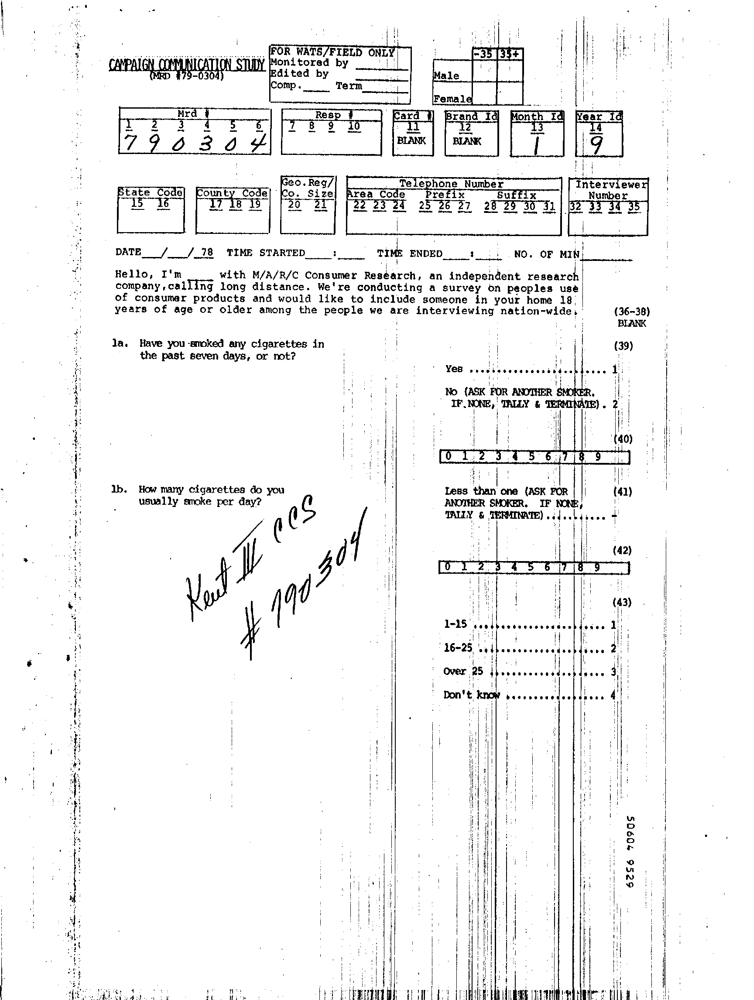 CAMPAIGN COMMUNICATION STUDY
(MRD #79-0304)
FOR WATS/FIELD ONLY
Monitored by
Edited by
Comp.____ Term____
-35 35+
Male
Female
Mrd #
1 2 3 4 5 6
7 9 0 3 0 4
Resp #
7 8 9 10
Card #
11
BLANK
Brand Id
12
BLANK
Month Id
13
1
Year Id
14
9
State Code
15 16
County Code
17 18 19
Geo.Reg/
Co. Size
20 21
Telephone Number
Area Code Prefix Suffix
22 23 24 25 26 27 28 29 30 31
Interviewer
Number
32 33 34 35
DATE__/__/ 78 TIME STARTED____:____ TIME ENDED____:____ NO. OF MIN
Hello, I'm ____ with M/A/R/C Consumer Research, an independent research
company,calling long distance. We're conducting a survey on peoples use
of consumer products and would like to include someone in your home 18
years of age or older among the people we are interviewing nation-wide.
(36-38)
BLANK
1a. Have you smoked any cigarettes in
the past seven days, or not?
(39)
Yes ...................... 1
No (ASK FOR ANOTHER SMOKER.
IF NONE, TALLY & TERMINATE) . 2
(40)
0 1 2 3 4 5 6 7 8 9
1b. How many cigarettes do you
usually smoke per day?
Less than one (ASK FOR
ANOTHER SMOKER. IF NONE,
TALLY & TERMINATE) .......... -
(41)
(42)
0 1 2 3 4 5 6 7 8 9
(43)
1-15 ...................... 1
16-25 ..................... 2
Over 25 ................... 3
Don't know ................ 4
Kent III CCS
# 790304
50604 9529